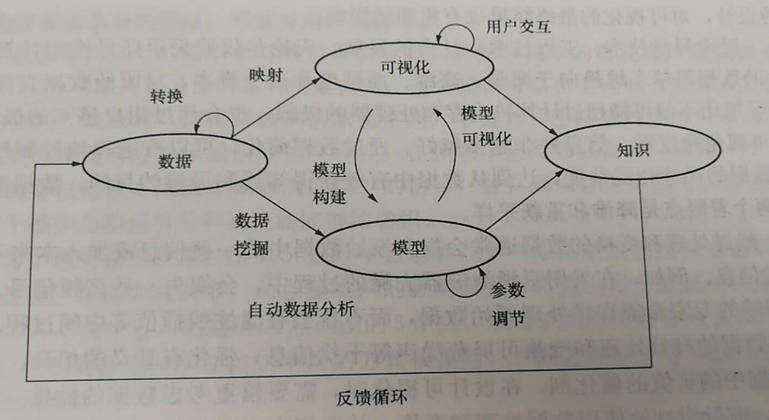 用户交互
可视化
映射
转换
模型
可视化
数据
知识
模型
构建
数据
挖掘
模型
自动数据分析
参数
调节
反馈循环